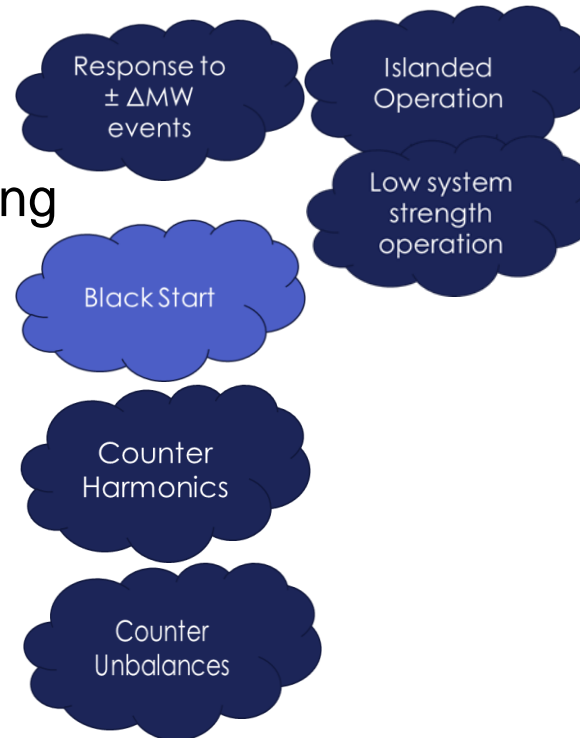 Response to
± ΔMW
events
Islanded
Operation
Low system
strength
operation
ng
Black Start
Counter
Harmonics
Counter
Unbalances